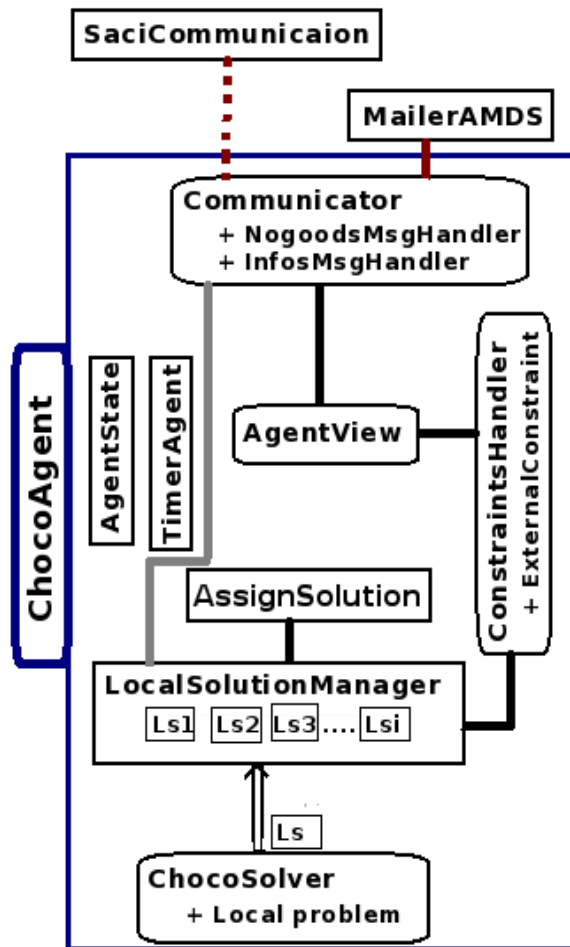 SaciCommunicaion
MailerAMDS
Communicator
+ NogoodsMsgHandler
+ InfosMsgHandler
ChocoAgent
AgentState
TimerAgent
AgentView
ConstraintsHandler
+ ExternalConstraint
AssignSolution
LocalSolutionManager
Ls1 Ls2 Ls3 .... Lsi
Ls
ChocoSolver
+ Local problem